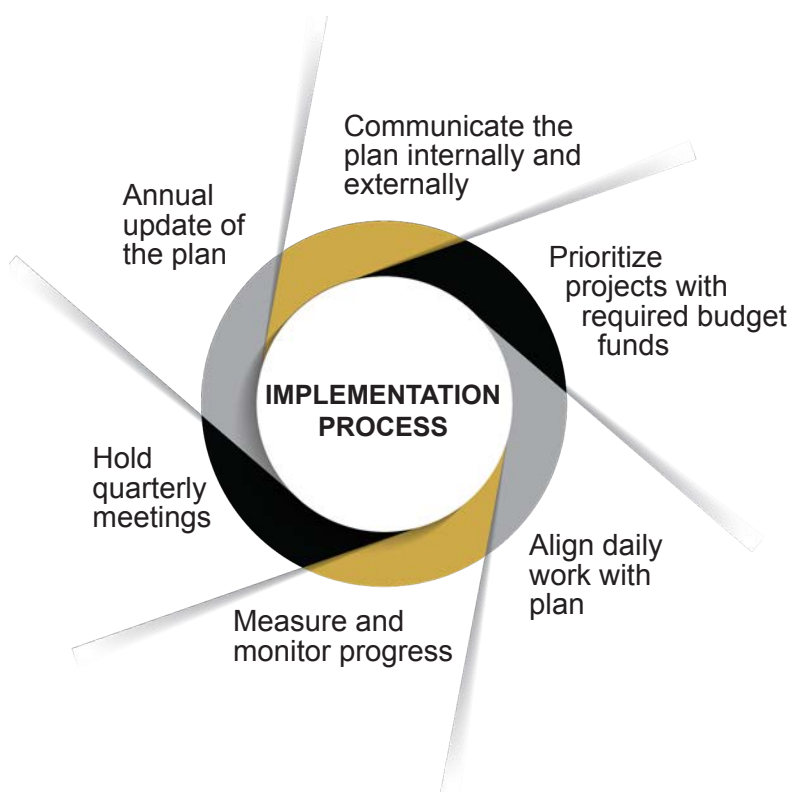 Communicate the
plan internally and
externally
Prioritize
projects with
required budget
funds
Align daily
work with
plan
Measure and
monitor progress
Hold
quarterly
meetings
Annual
update of
the plan
IMPLEMENTATION
PROCESS